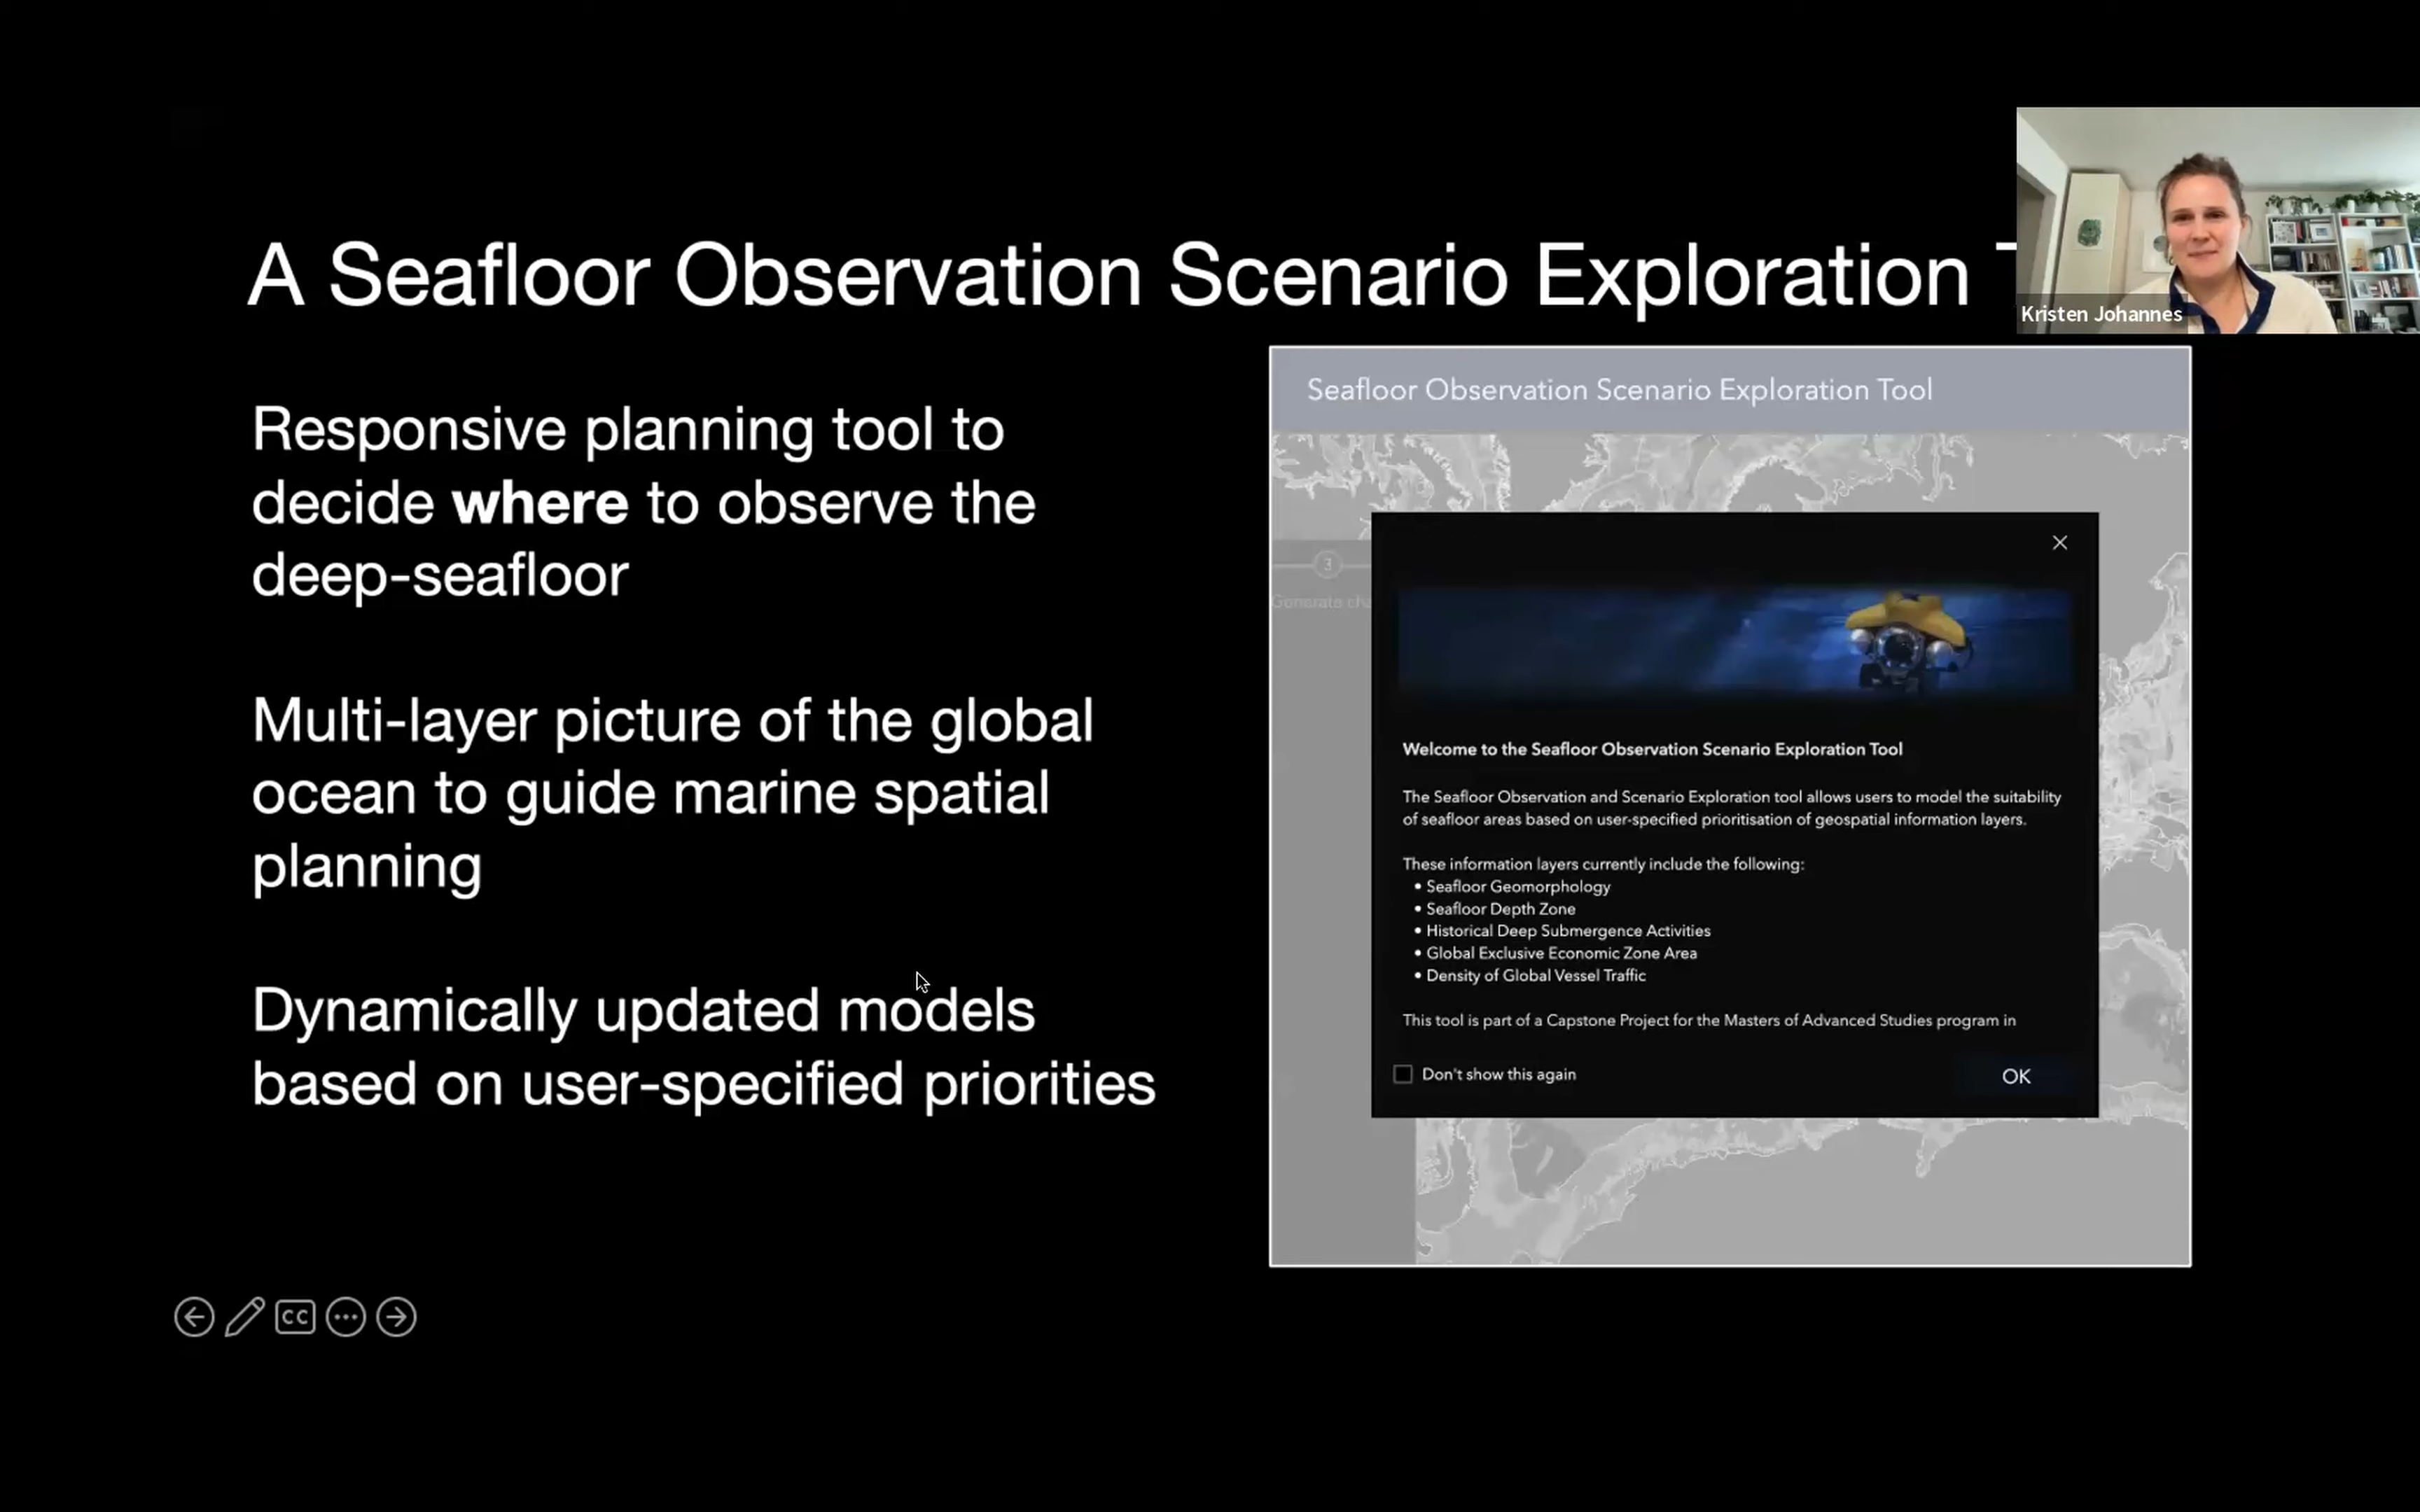 A Seafloor Observation Scenario Exploration
Kristen Johannes
Responsive planning tool to
decide where to observe the
deep-seafloor
Multi-layer picture of the global
ocean to guide marine spatial
planning
Dynamically updated models
based on user-specified priorities
Seafloor Observation Scenario Exploration Tool
3
Generate
Welcome to the Seafloor Observation Scenario Exploration Tool
The Seafloor Observation and Scenario Exploration tool allows users to model the suitability
of seafloor areas based on user-specified prioritisation of geospatial information layers.
These information layers currently include the following:
• Seafloor Geomorphology
• Seafloor Depth Zone
• Historical Deep Submergence Activities
• Global Exclusive Economic Zone Area
• Density of Global Vessel Traffic
This tool is part of a Capstone Project for the Masters of Advanced Studies program in
Don't show this again
OK
CC